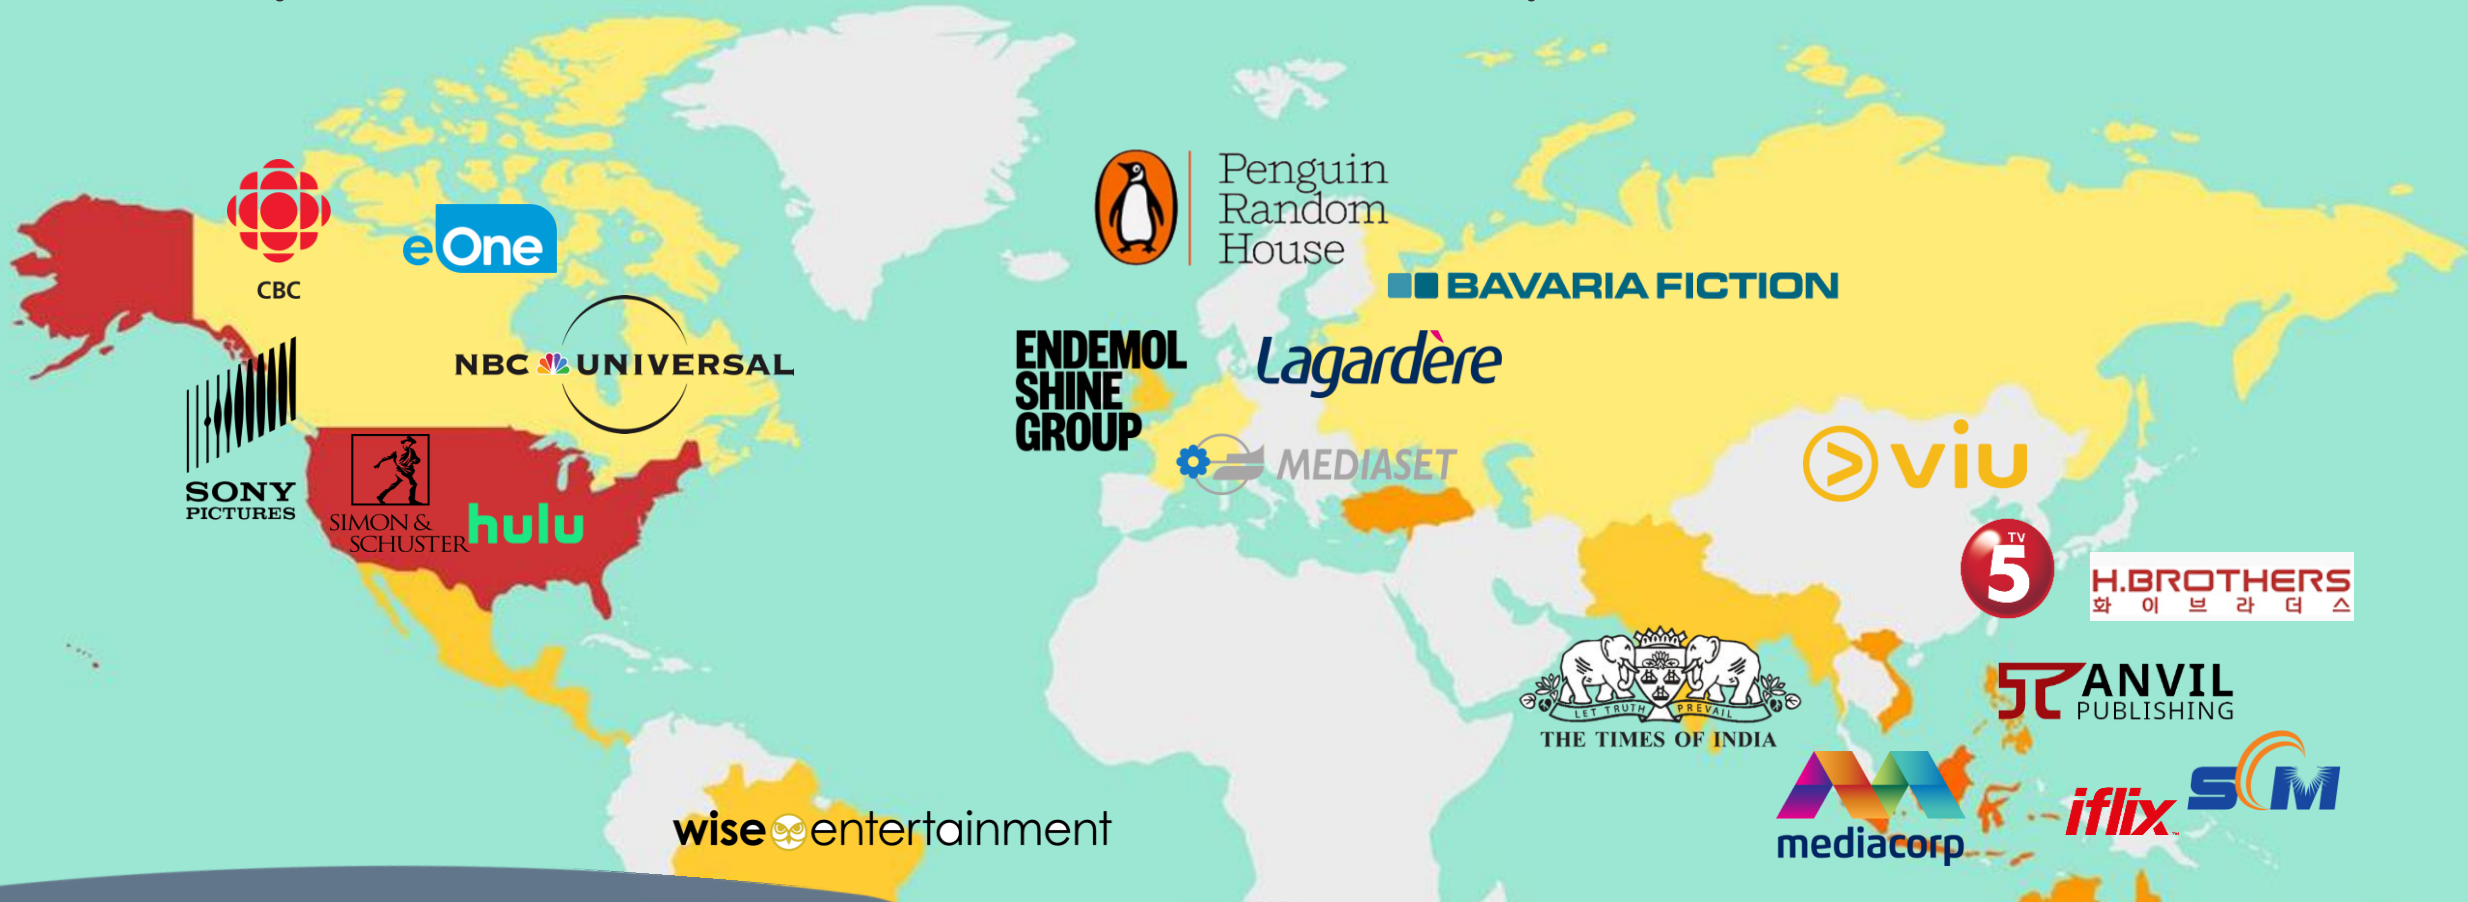 CBC
eOne
NBC UNIVERSAL
SONY
PICTURES
SIMON &
SCHUSTER
hulu
Penguin
Random
House
BAVARIA FICTION
ENDEMOL
SHINE
GROUP
Lagardère
MEDIASET
viu
TV
5
H.BROTHERS
화이브라더스
LET TRUTH PREVAIL
THE TIMES OF INDIA
ANVIL
PUBLISHING
mediacorp
iflix
SCM
wise entertainment